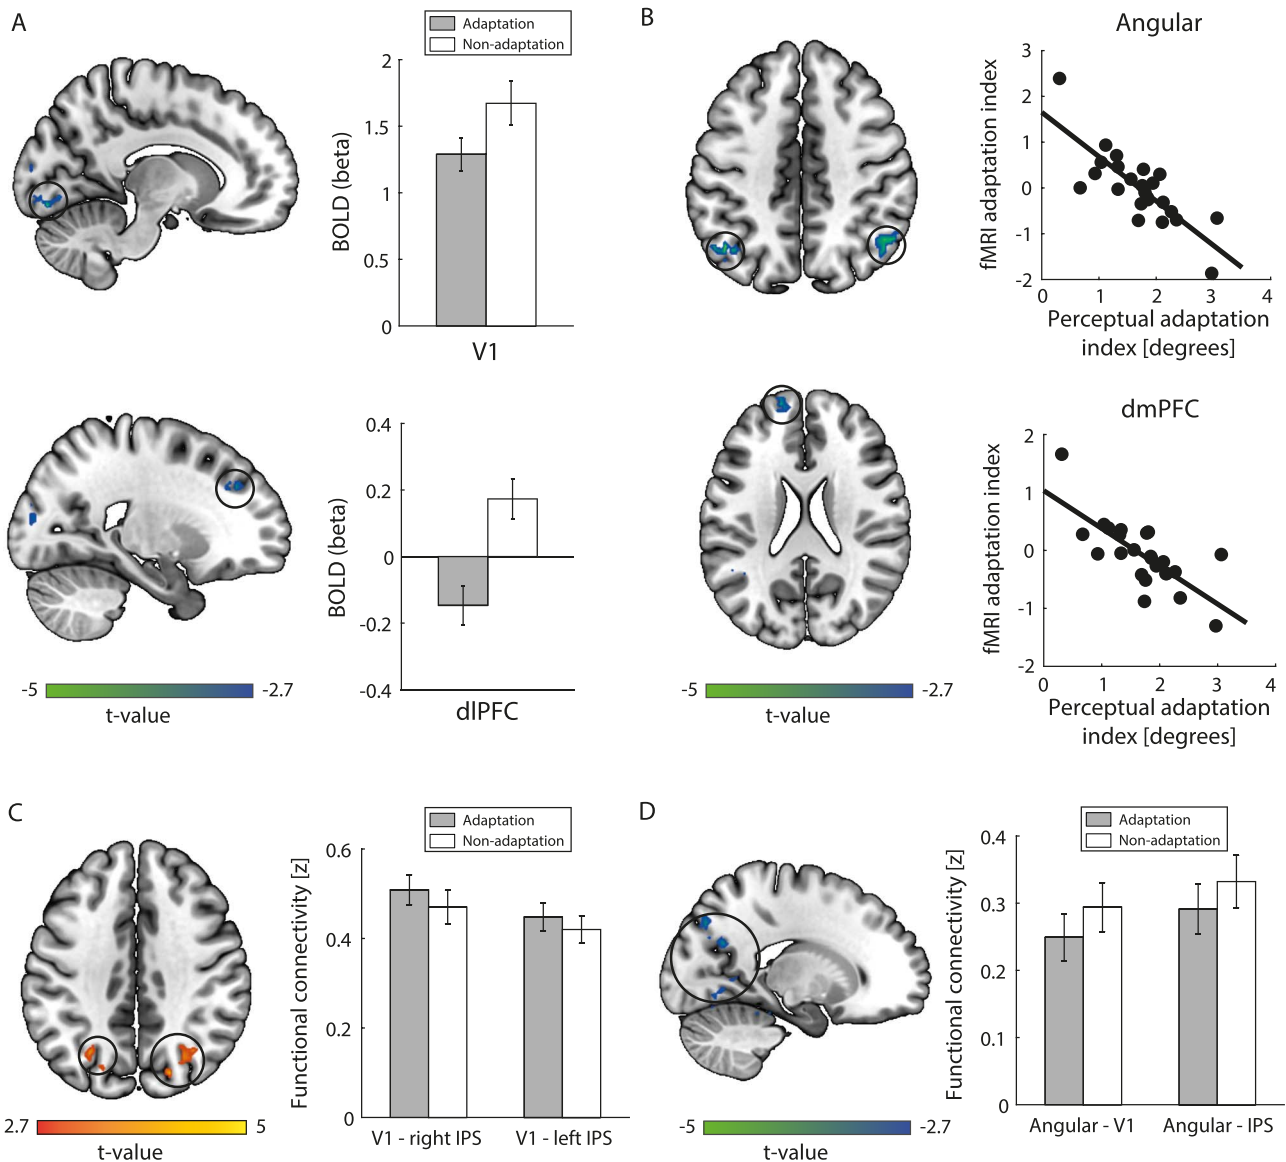 A
Adaptation
Non-adaptation
2
1.5
1
0.5
0
BOLD (beta)
V1
0.4
0.2
0
-0.2
-0.4
BOLD (beta)
dlPFC
-5
-2.7
t-value
B
Angular
3
2
1
0
-1
-2
fMRI adaptation index
0 1 2 3 4
Perceptual adaptation
index [degrees]
dmPFC
2
1
0
-1
-2
fMRI adaptation index
0 1 2 3 4
Perceptual adaptation
index [degrees]
-5
-2.7
t-value
C
2.7
5
t-value
Adaptation
Non-adaptation
0.6
0.4
0.2
0
Functional connectivity [z]
V1 - right IPS
V1 - left IPS
D
-5
-2.7
t-value
Adaptation
Non-adaptation
0.4
0.3
0.2
0.1
0
Functional connectivity [z]
Angular - V1
Angular - IPS